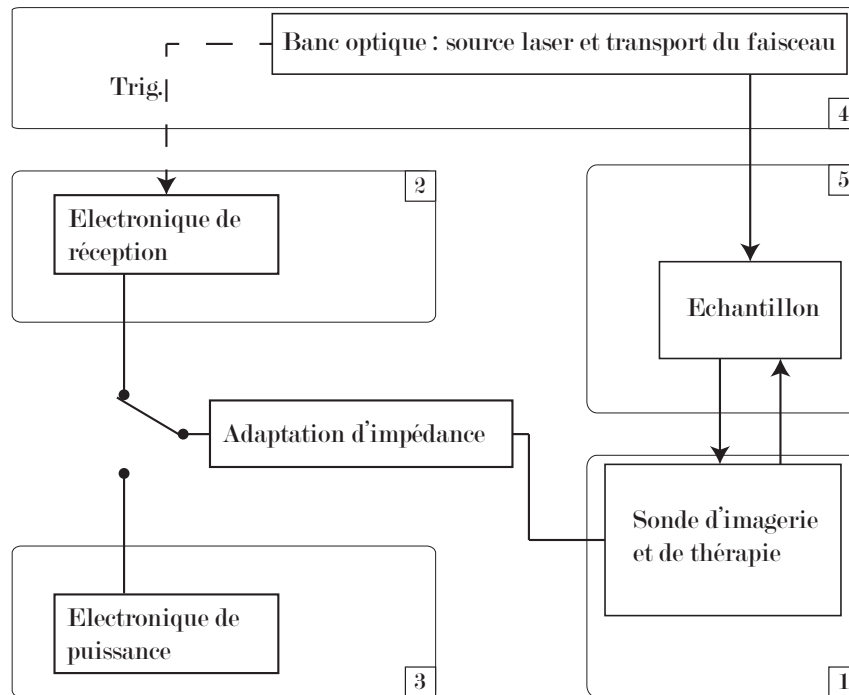 Banc optique : source laser et transport du faisceau
Trig.
4
2
5
Electronique de
réception
Echantillon
Adaptation d'impédance
Sonde d'imagerie
et de thérapie
Electronique de
puissance
3
1